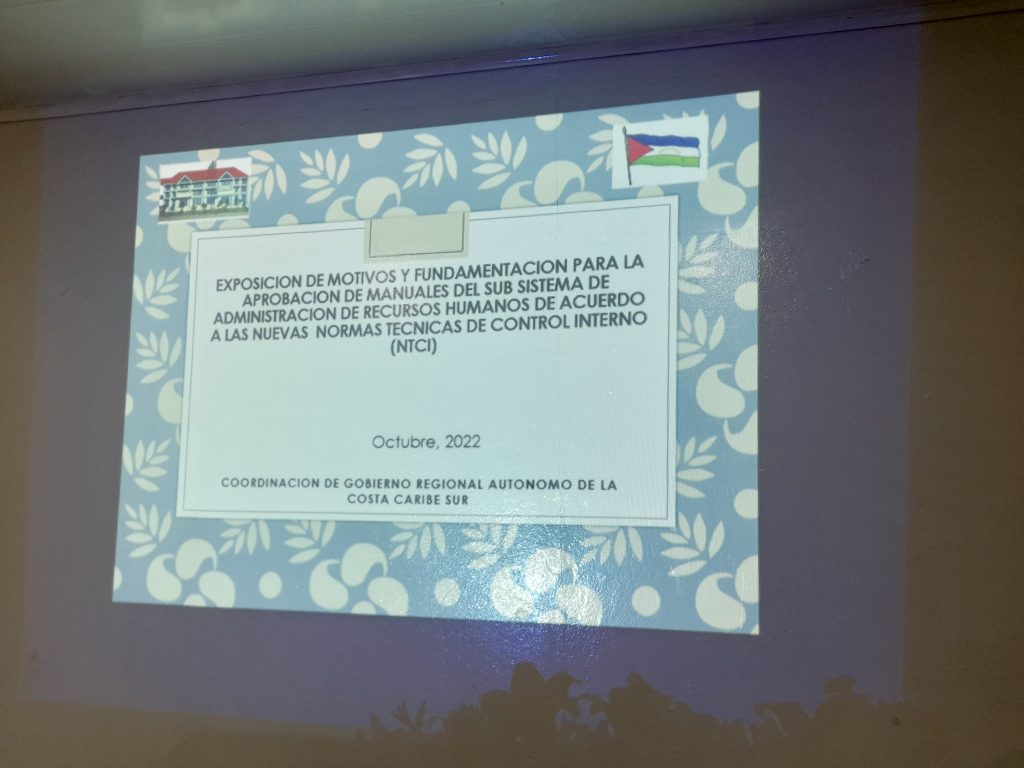 EXPOSICION DE MOTIVOS Y FUNDAMENTACION PARA LA
APROBACION DE MANUALES DEL SUB SISTEMA DE
ADMINISTRACION DE RECURSOS HUMANOS DE ACUERDO
A LAS NUEVAS NORMAS TECNICAS DE CONTROL INTERNO
(NTCI)
Octubre, 2022
COORDINACION DE GOBIERNO REGIONAL AUTONOMO DE LA
COSTA CARIBE SUR